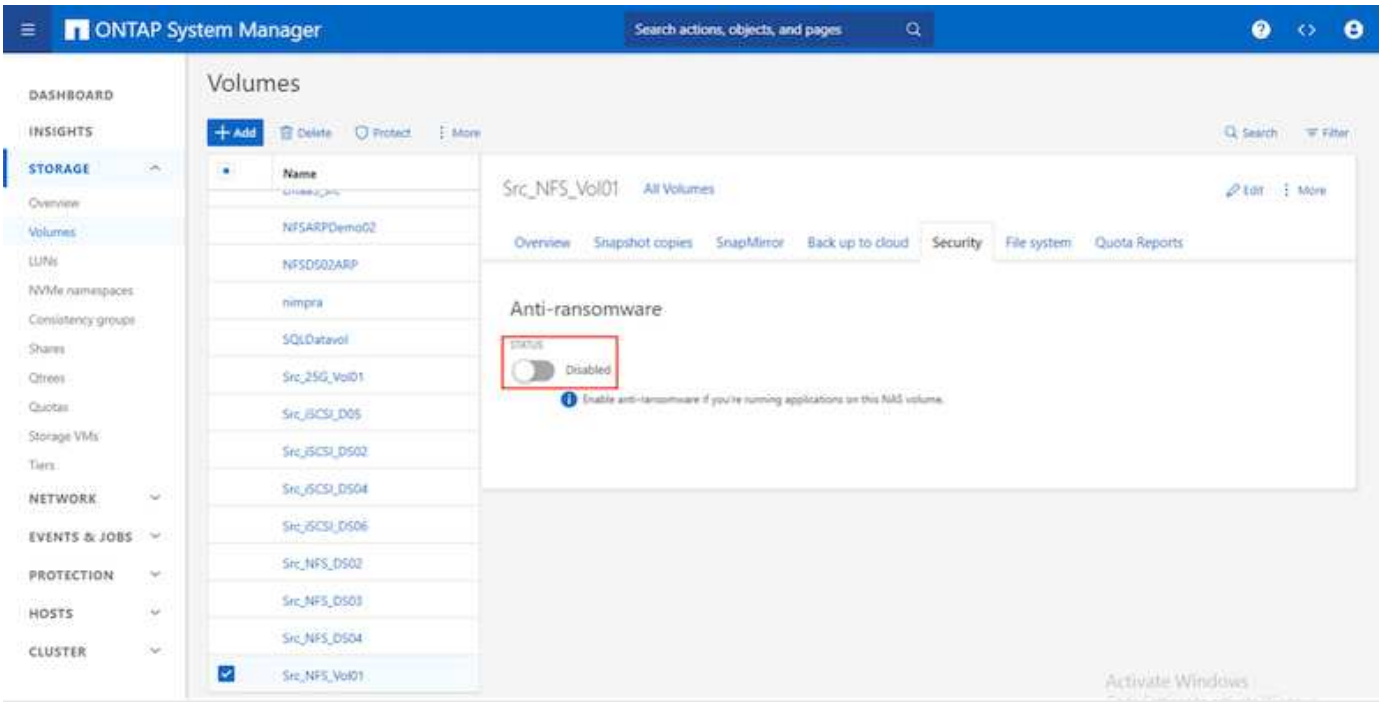 ONTAP System Manager
Search actions, objects, and pages
DASHBOARD
INSIGHTS
STORAGE
Overview
Volumes
LUNs
NVMe namespaces
Consistency groups
Shares
Qtrees
Quotas
Storage VMs
Tiers
NETWORK
EVENTS & JOBS
PROTECTION
HOSTS
CLUSTER
Volumes
+ Add Delete Protect More
Search Filter
Name
NFSARPDemo02
NFSDS02ARP
nimpra
SQLDatavol
Src_25G_Vol01
Src_iSCSI_D05
Src_iSCSI_DS02
Src_iSCSI_DS04
Src_iSCSI_DS06
Src_NFS_DS02
Src_NFS_DS03
Src_NFS_DS04
Src_NFS_Vol01
Src_NFS_Vol01 All Volumes
Edit More
Overview Snapshot copies SnapMirror Back up to cloud Security File system Quota Reports
Anti-ransomware
STATUS
Disabled
Enable anti-ransomware if you're running applications on this NAS volume.
Activate Windows